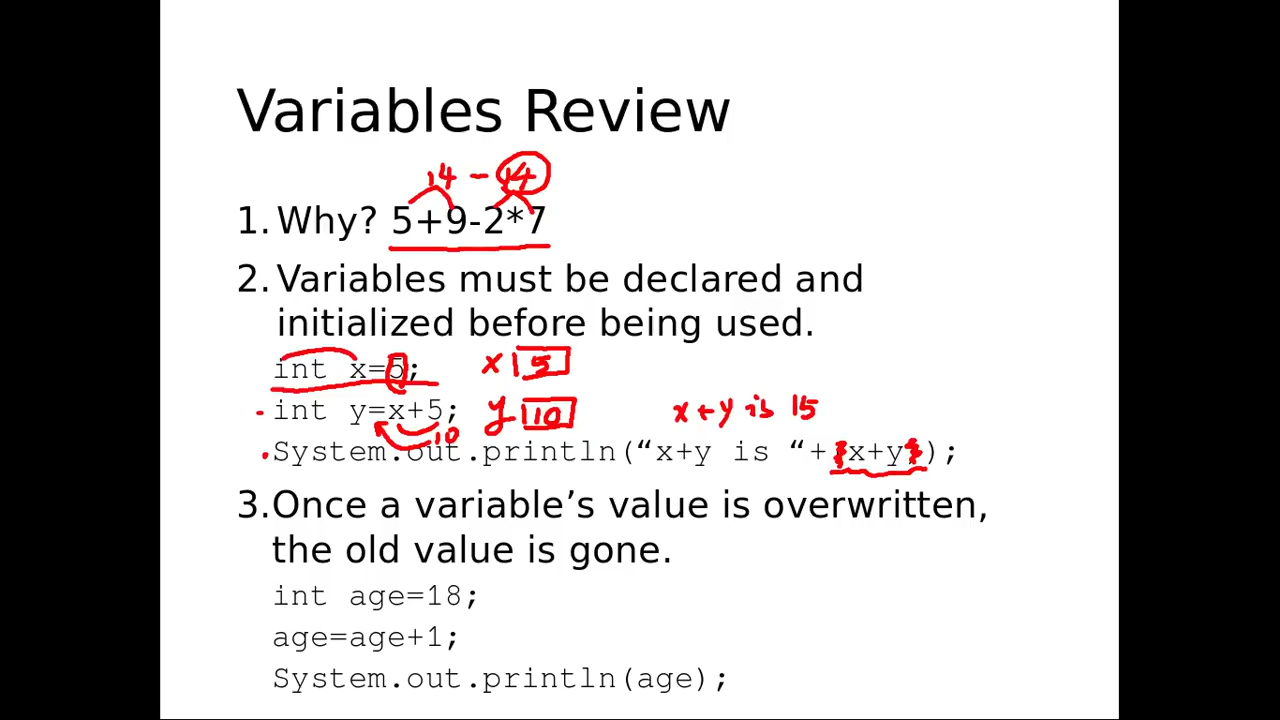 Variables Review
14 - 14
1. Why? 5+9-2*7
2. Variables must be declared and
initialized before being used.
int x=5; x 5
int y=x+5; y 10 x+y is 15
10
System.out.println(“x+y is “+(x+y));
3. Once a variable’s value is overwritten,
the old value is gone.
int age=18;
age=age+1;
System.out.println(age);